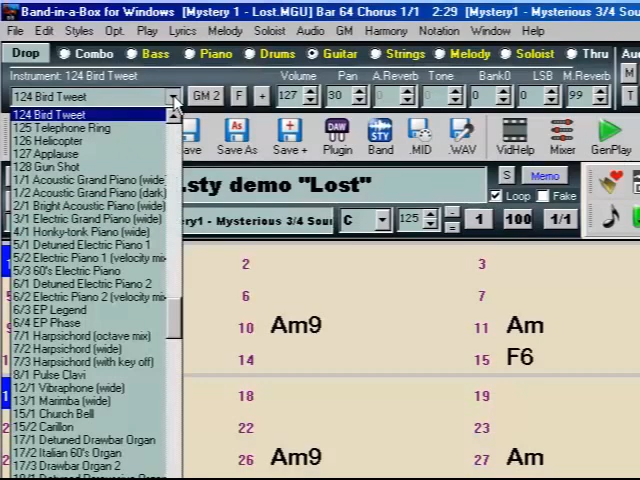 Band-in-a-Box for Windows [Mystery 1 - Lost.MGU] Bar 64 Chorus 1/1 2:29 [Mystery1 - Mysterious 3/4 So
File Edit Styles Opt. Play Lyrics Melody Soloist Audio GM Harmony Notation Window Help
Drop Combo Bass Piano Drums Guitar Strings Melody Soloist Thru
Instrument: 124 Bird Tweet Volume Pan A.Reverb Tone Bank0 LSB M.Reverb M
124 Bird Tweet GM 2 F + 127 30 0 0 0 0 99 T
124 Bird Tweet
125 Telephone Ring
126 Helicopter
127 Applause
128 Gun Shot
1/1 Acoustic Grand Piano (wide)
1/2 Acoustic Grand Piano (dark)
2/1 Bright Acoustic Piano (wide)
3/1 Electric Grand Piano (wide)
4/1 Honky-tonk Piano (wide)
5/1 Detuned Electric Piano 1
5/2 Electric Piano 1 (velocity mix
5/3 60's Electric Piano
6/1 Detuned Electric Piano 2
6/2 Electric Piano 2 (velocity mix
6/3 EP Legend
6/4 EP Phase
7/1 Harpsichord (octave mix)
7/2 Harpsichord (wide)
7/3 Harpsichord (with key off)
8/1 Pulse Clavi
12/1 Vibraphone (wide)
13/1 Marimba (wide)
15/1 Church Bell
15/2 Carillon
17/1 Detuned Drawbar Organ
17/2 Italian 60's Organ
17/3 Drawbar Organ 2
ave Save As Save + Plugin Band .MID .WAV VidHelp Mixer GenPlay
.sty demo "Lost" S Memo
Loop Fake
ery1 - Mysterious 3/4 Sour C 125 - = 1 100 1/1
2 3
6 7
10 Am9 11 Am
14 15 F6
18 19
22 23
26 Am9 27 Am